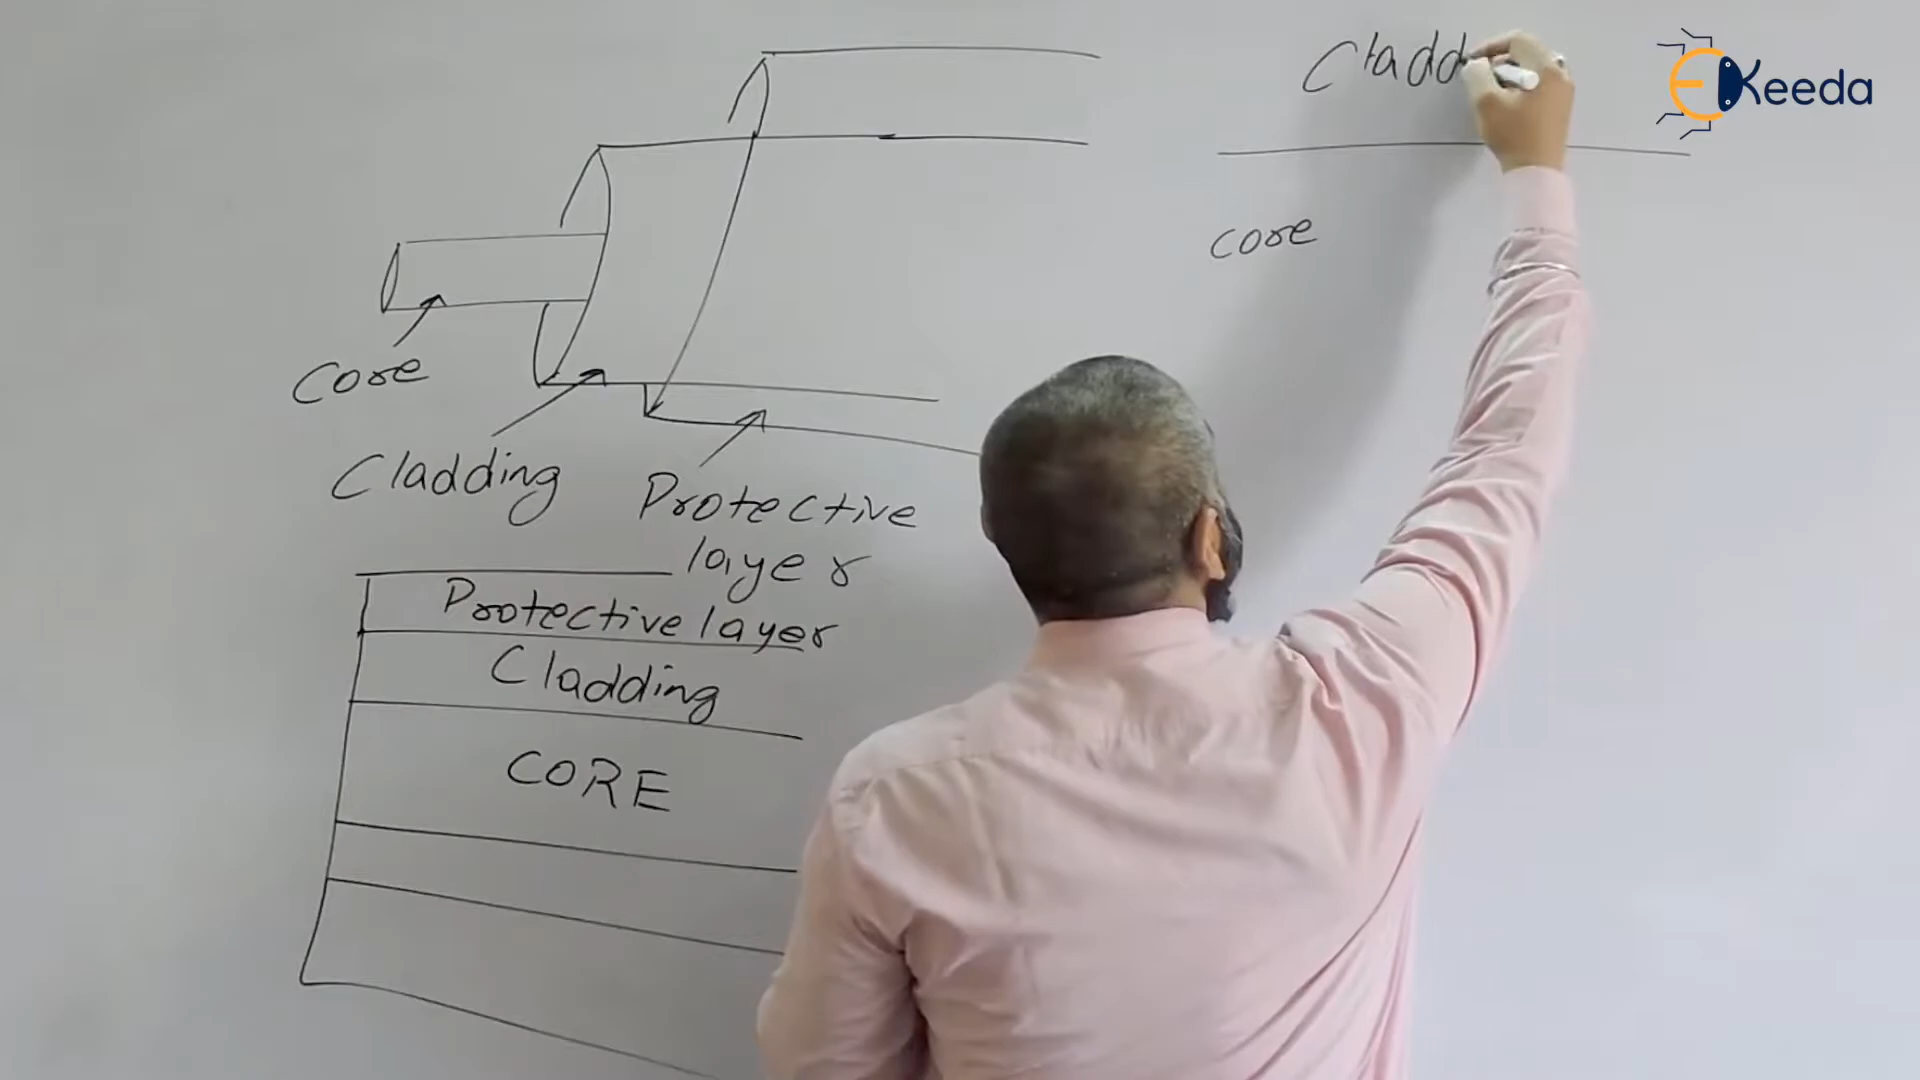 Core
Cladding
Protective
layer
Protective layer
Cladding
CORE
Cladd
core
EKeeda